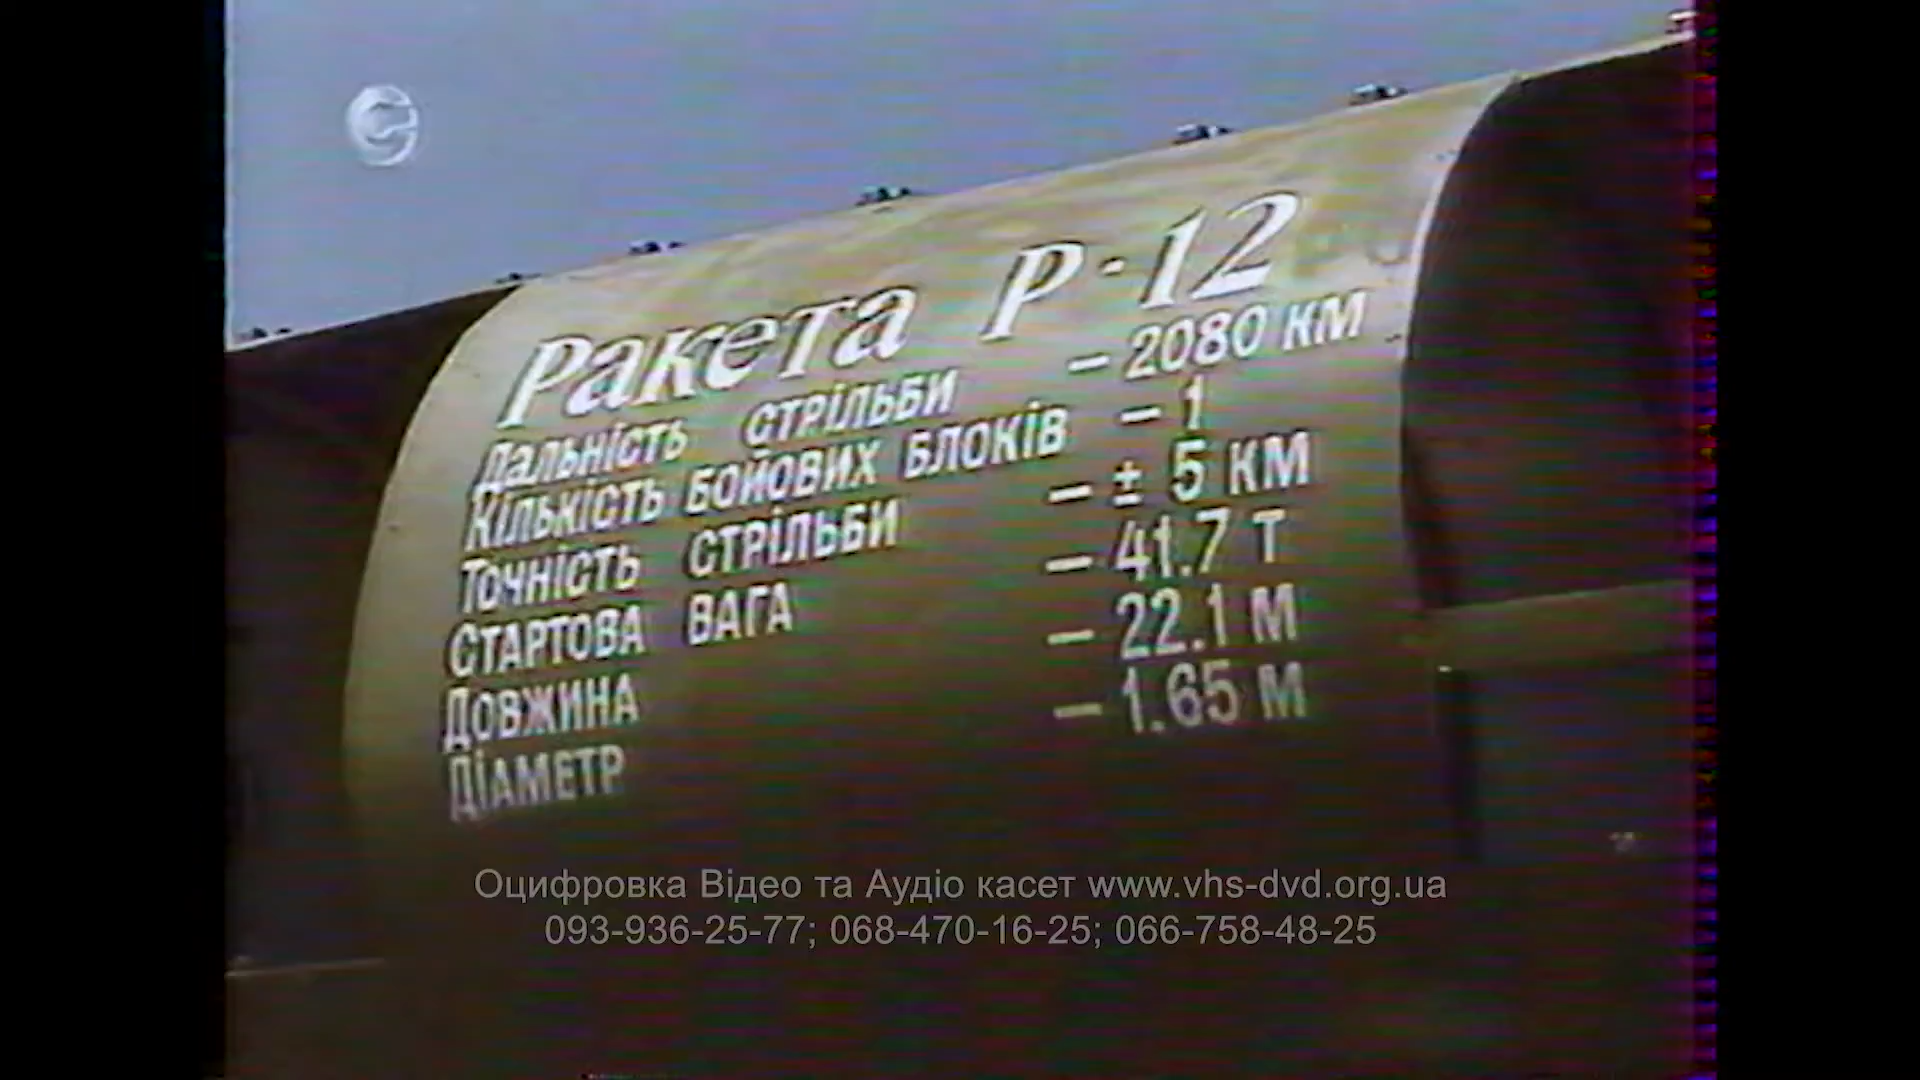 Ракета Р-12
Дальність стрільби – 2080 км
Кількість бойових блоків – 1
Точність стрільби – ± 5 км
Стартова вага – 41.7 т
Довжина – 22.1 м
Діаметр – 1.65 м
Оцифровка Відео та Аудіо касет www.vhs-dvd.org.ua
093-936-25-77; 068-470-16-25; 066-758-48-25